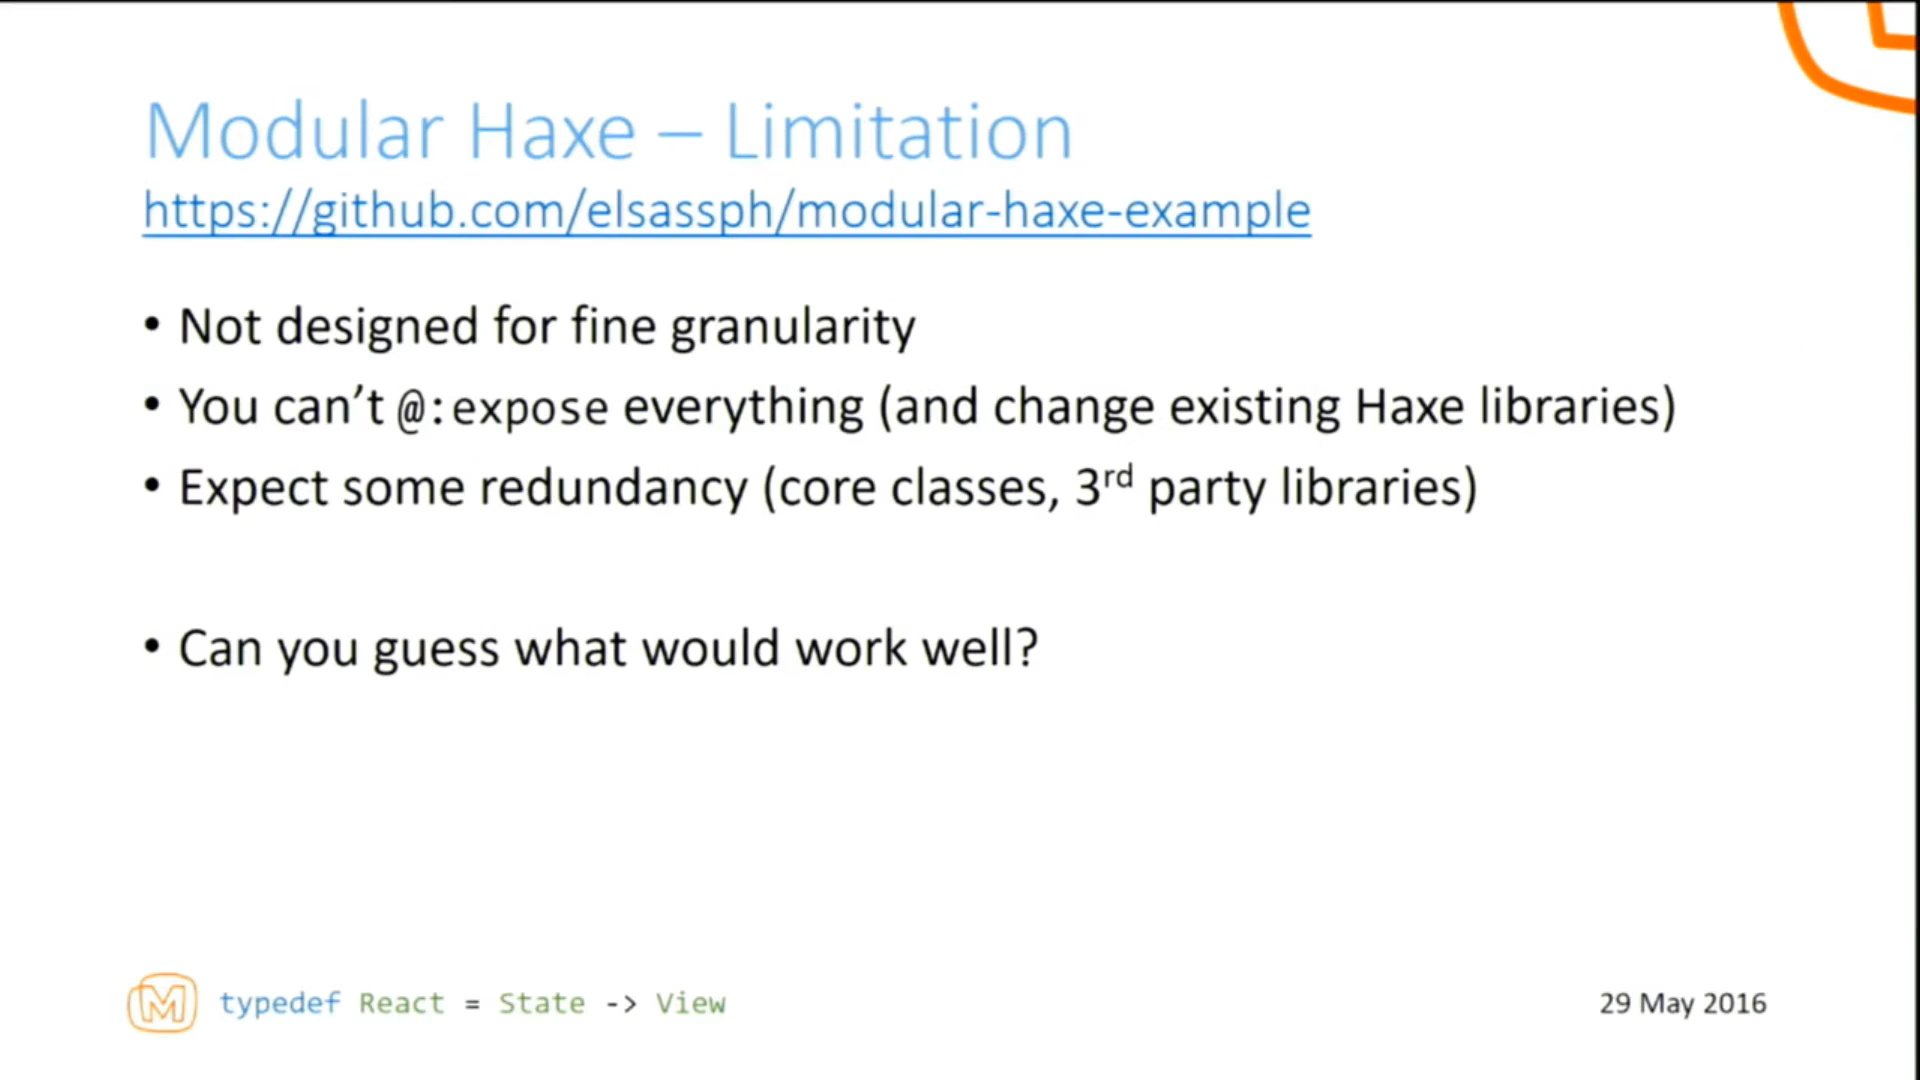 Modular Haxe – Limitation
https://github.com/elsassph/modular-haxe-example
• Not designed for fine granularity
• You can’t @:expose everything (and change existing Haxe libraries)
• Expect some redundancy (core classes, 3rd party libraries)
• Can you guess what would work well?
M typedef React = State -> View
29 May 2016